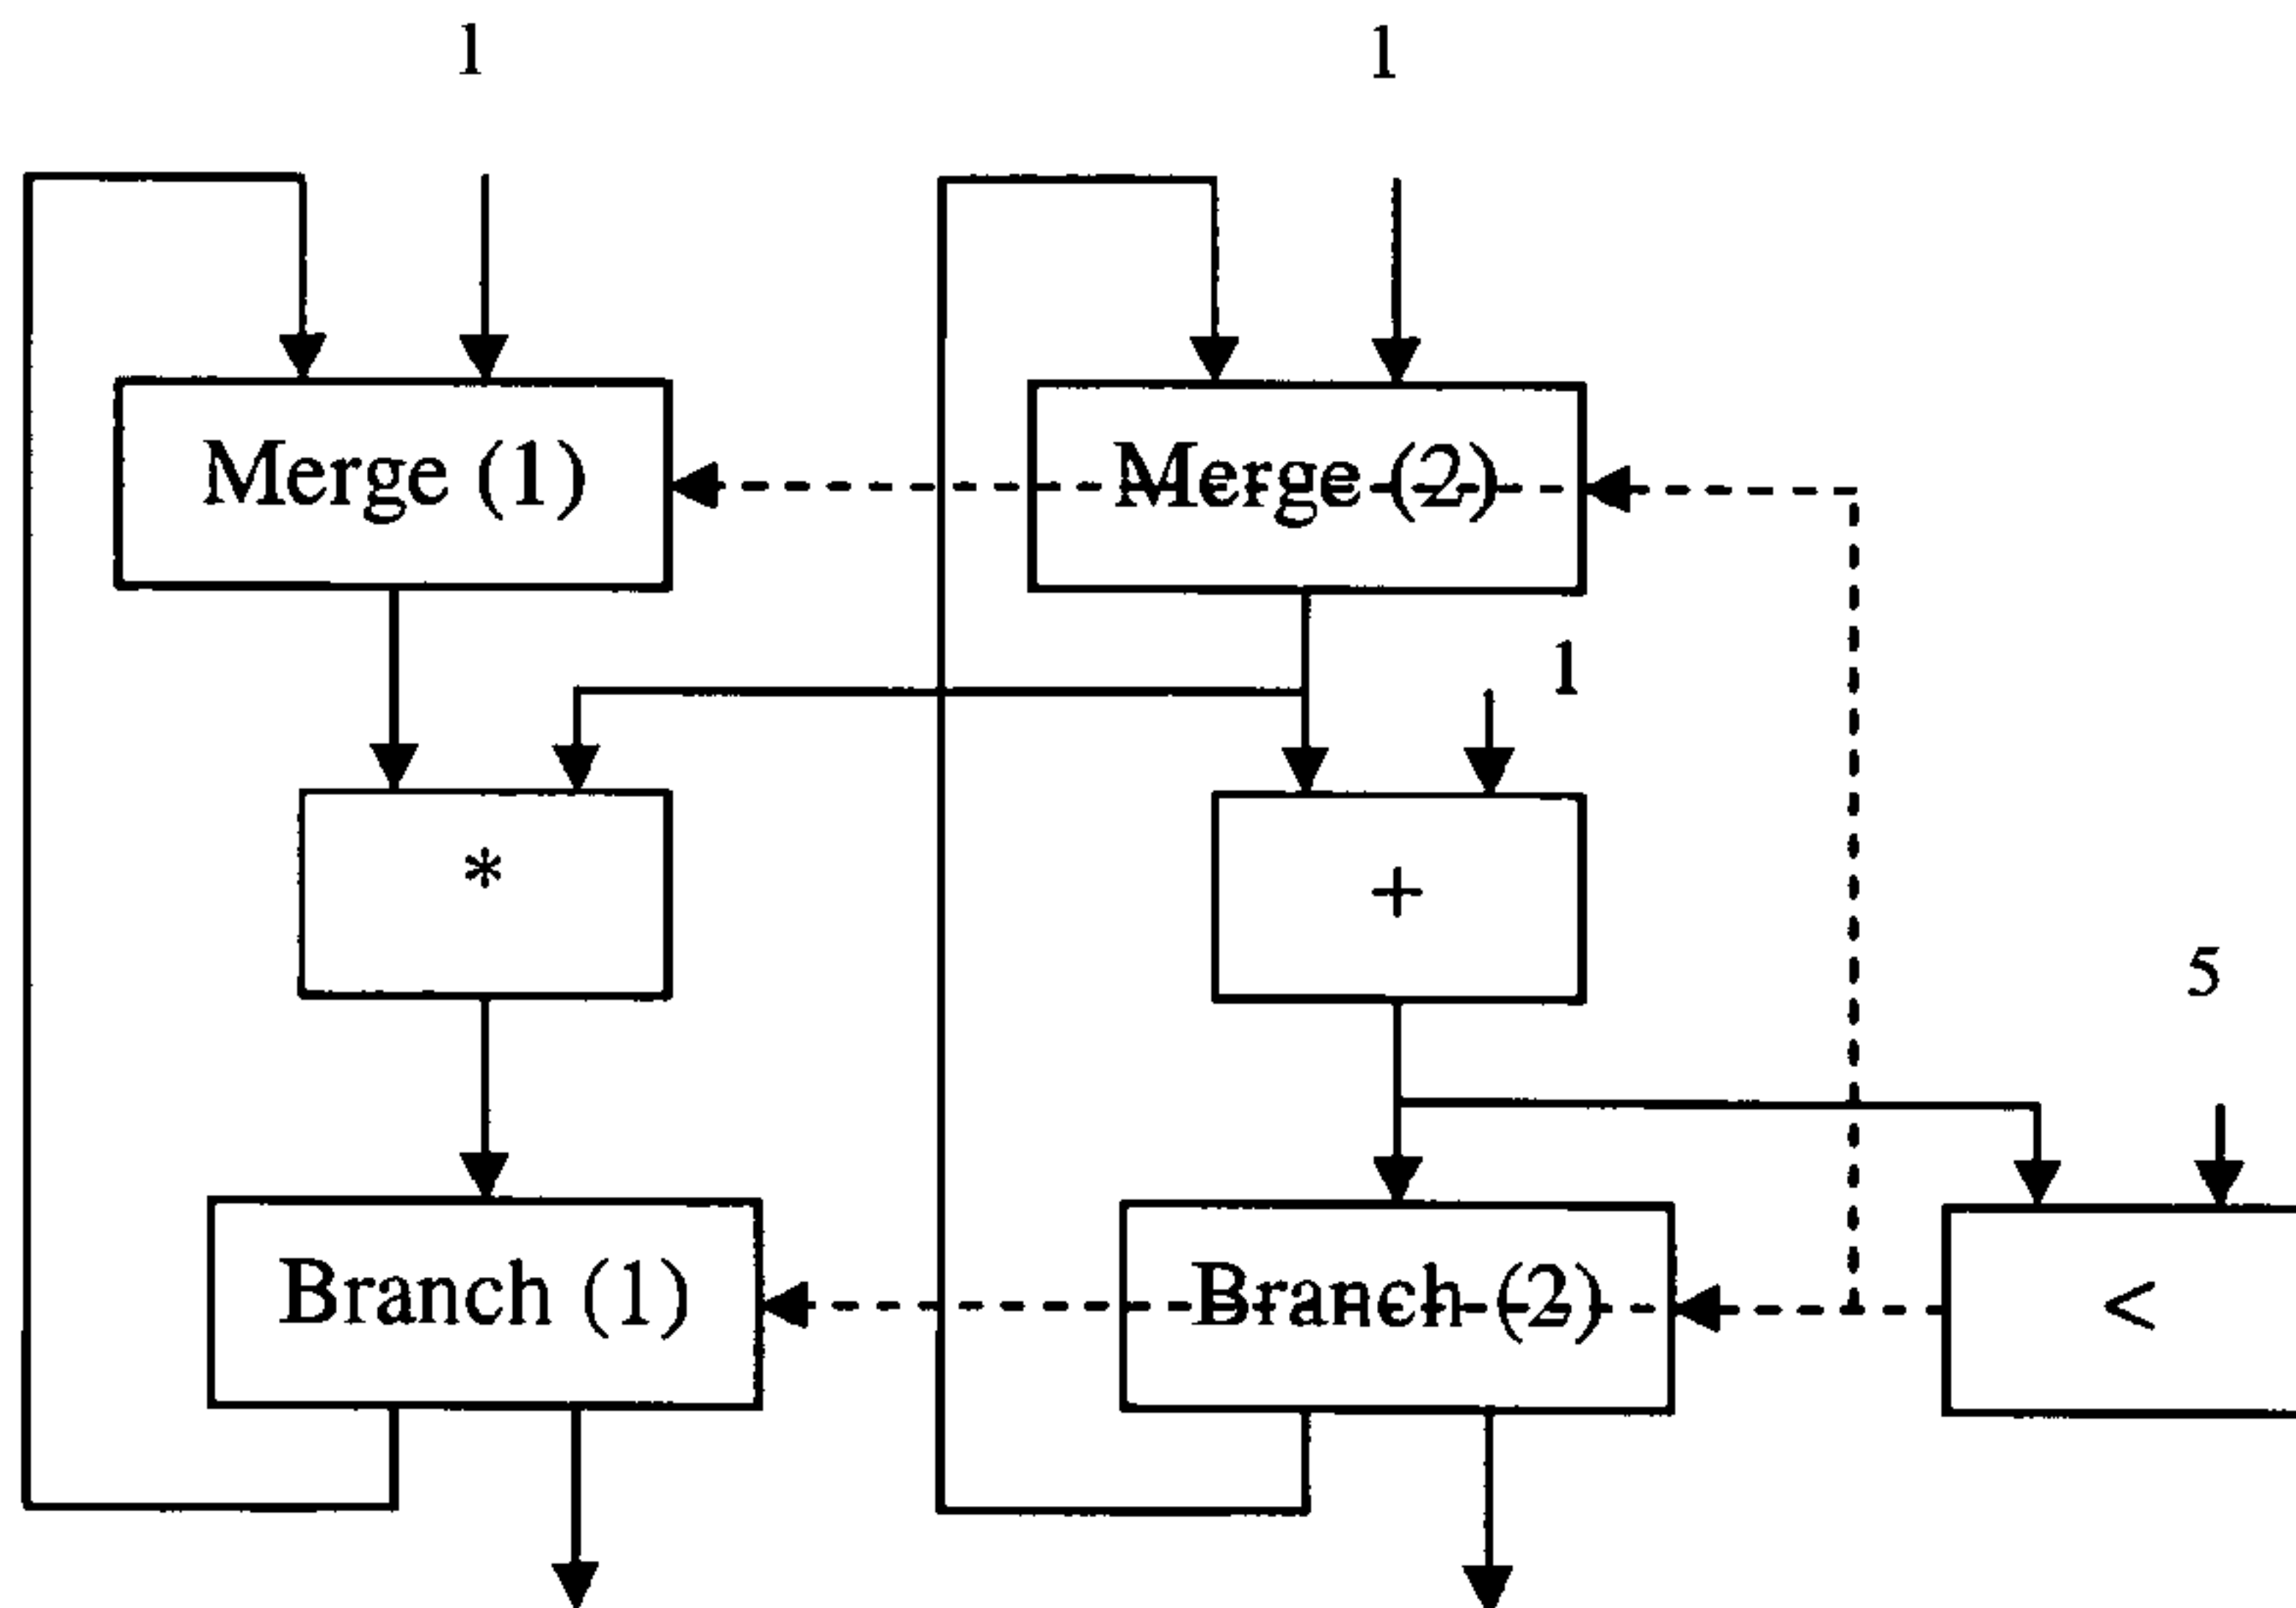 1
1
Merge (1)
Merge (2)
1
*
+
5
Branch (1)
Branch (2)
<